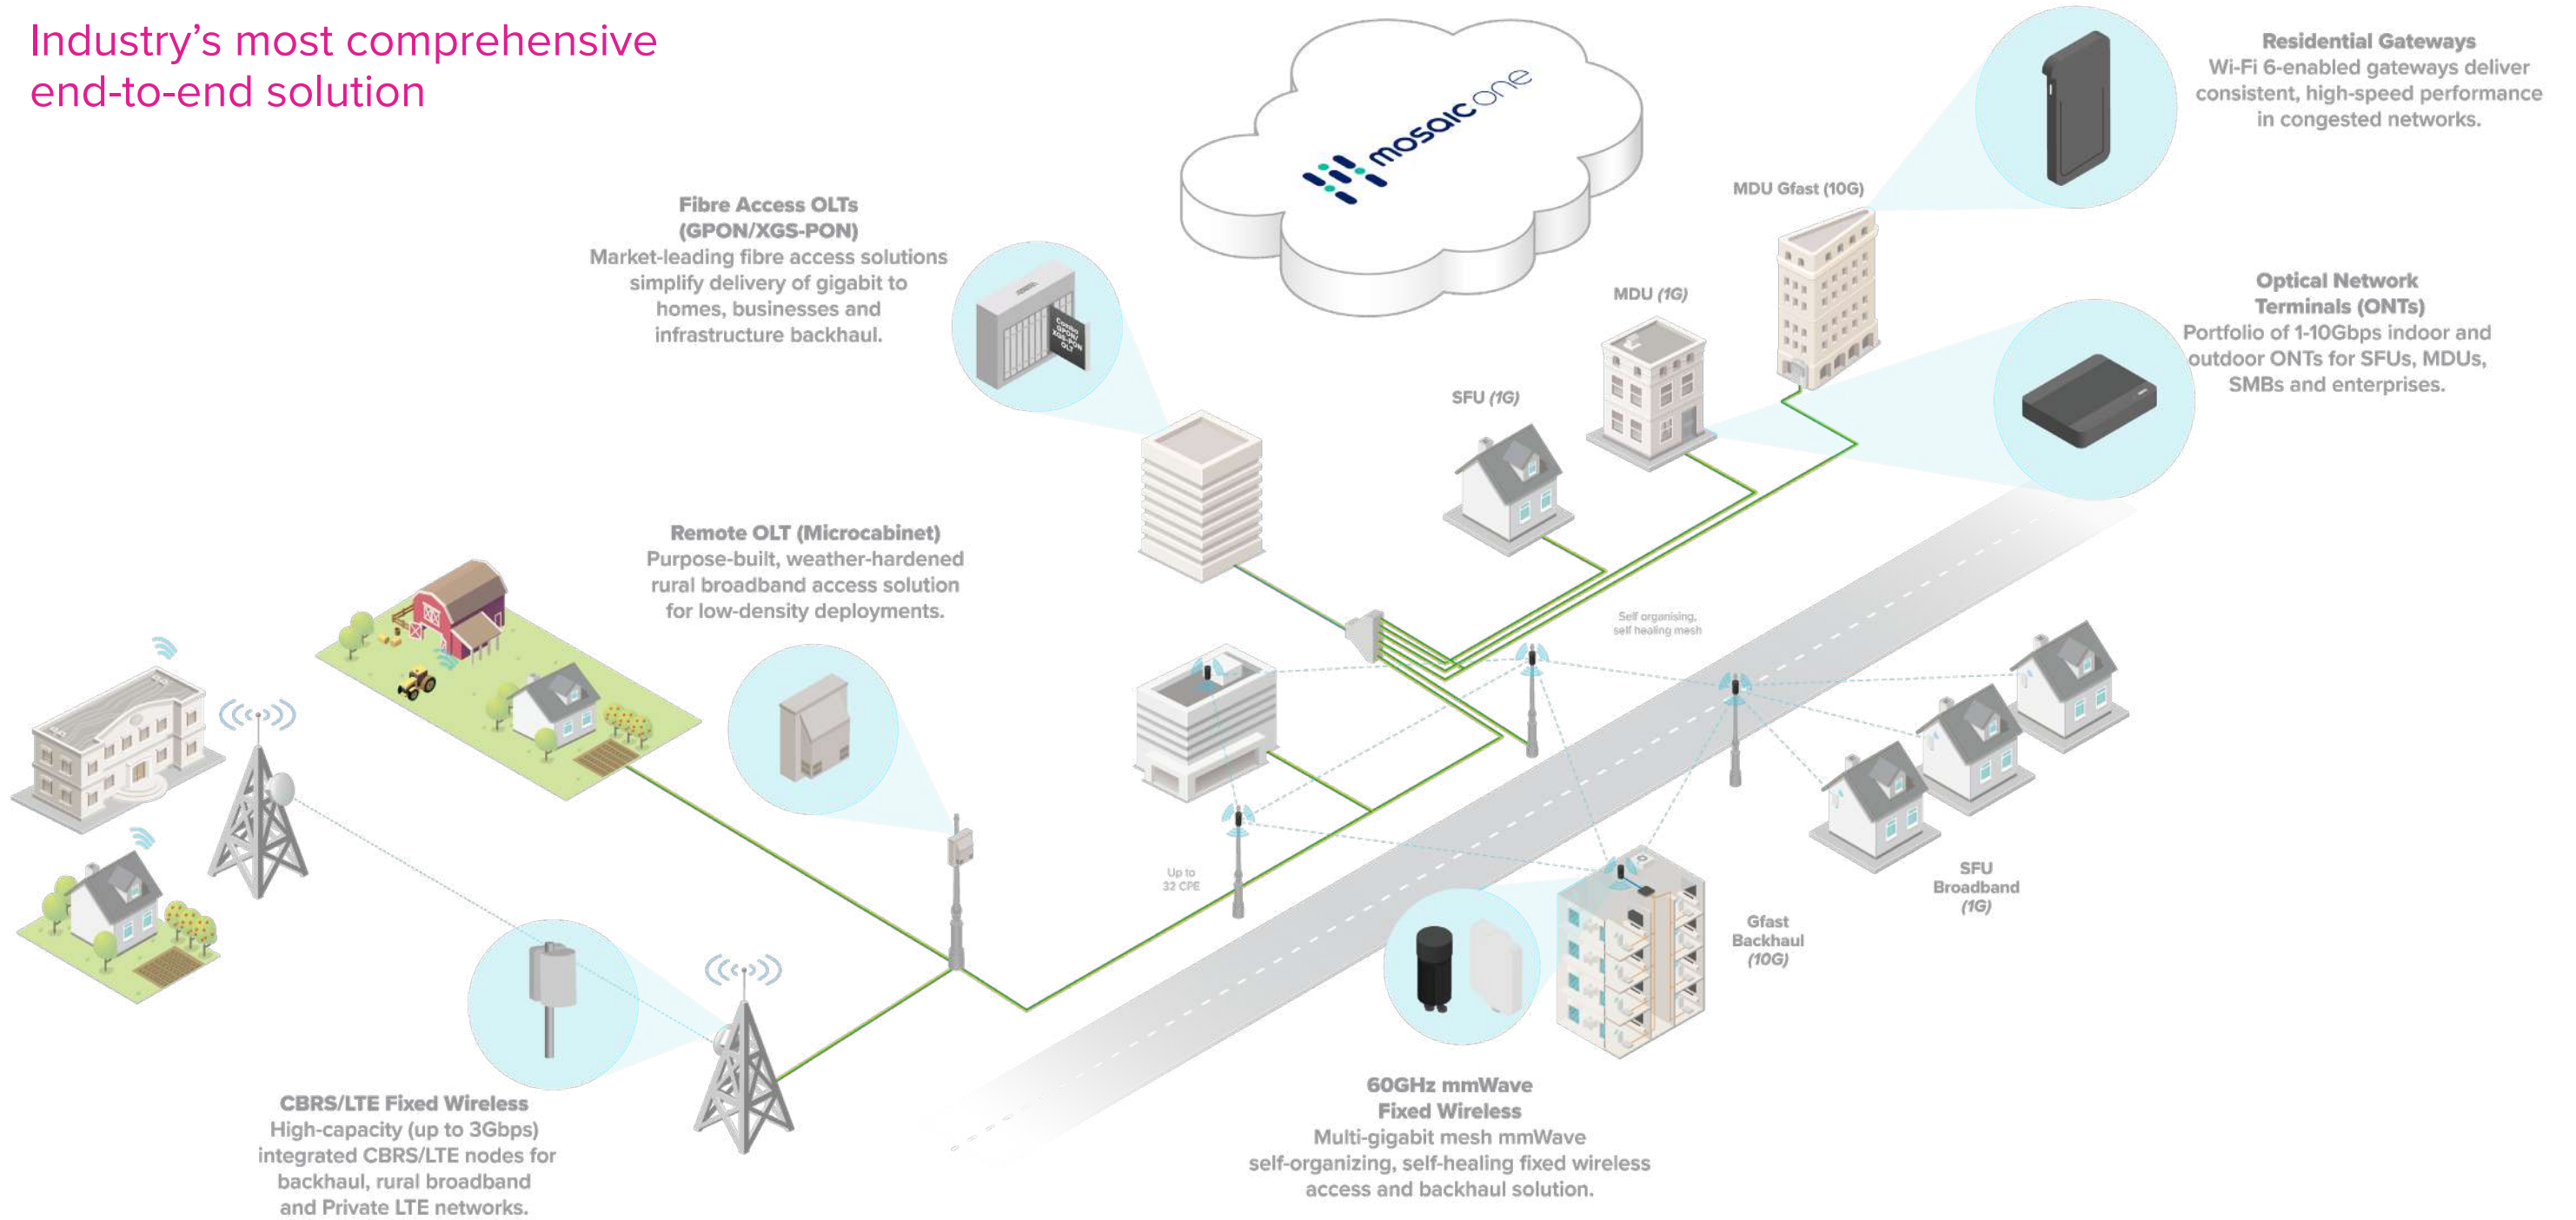 Industry's most comprehensive
end-to-end solution
mosaic one
Residential Gateways
Wi-Fi 6-enabled gateways deliver
consistent, high-speed performance
in congested networks.
MDU Gfast (10G)
Fibre Access OLTs
(GPON/XGS-PON)
Market-leading fibre access solutions
simplify delivery of gigabit to
homes, businesses and
infrastructure backhaul.
Combo
GPON/
XGS-PON
OLT
MDU (1G)
Optical Network
Terminals (ONTs)
Portfolio of 1-10Gbps indoor and
outdoor ONTs for SFUs, MDUs,
SMBs and enterprises.
SFU (1G)
Remote OLT (Microcabinet)
Purpose-built, weather-hardened
rural broadband access solution
for low-density deployments.
Self organising,
self healing mesh
Up to
32 CPE
SFU
Broadband
(1G)
Gfast
Backhaul
(10G)
CBRS/LTE Fixed Wireless
High-capacity (up to 3Gbps)
integrated CBRS/LTE nodes for
backhaul, rural broadband
and Private LTE networks.
60GHz mmWave
Fixed Wireless
Multi-gigabit mesh mmWave
self-organizing, self-healing fixed wireless
access and backhaul solution.